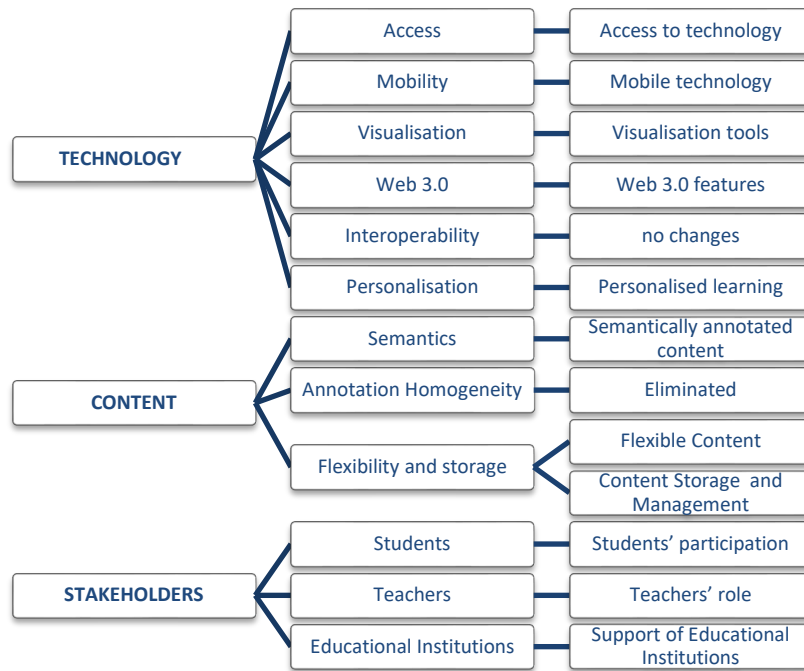 TECHNOLOGY
Access
Access to technology
Mobility
Mobile technology
Visualisation
Visualisation tools
Web 3.0
Web 3.0 features
Interoperability
no changes
Personalisation
Personalised learning
CONTENT
Semantics
Semantically annotated
content
Annotation Homogeneity
Eliminated
Flexibility and storage
Flexible Content
Content Storage and
Management
STAKEHOLDERS
Students
Students’ participation
Teachers
Teachers’ role
Educational Institutions
Support of Educational
Institutions